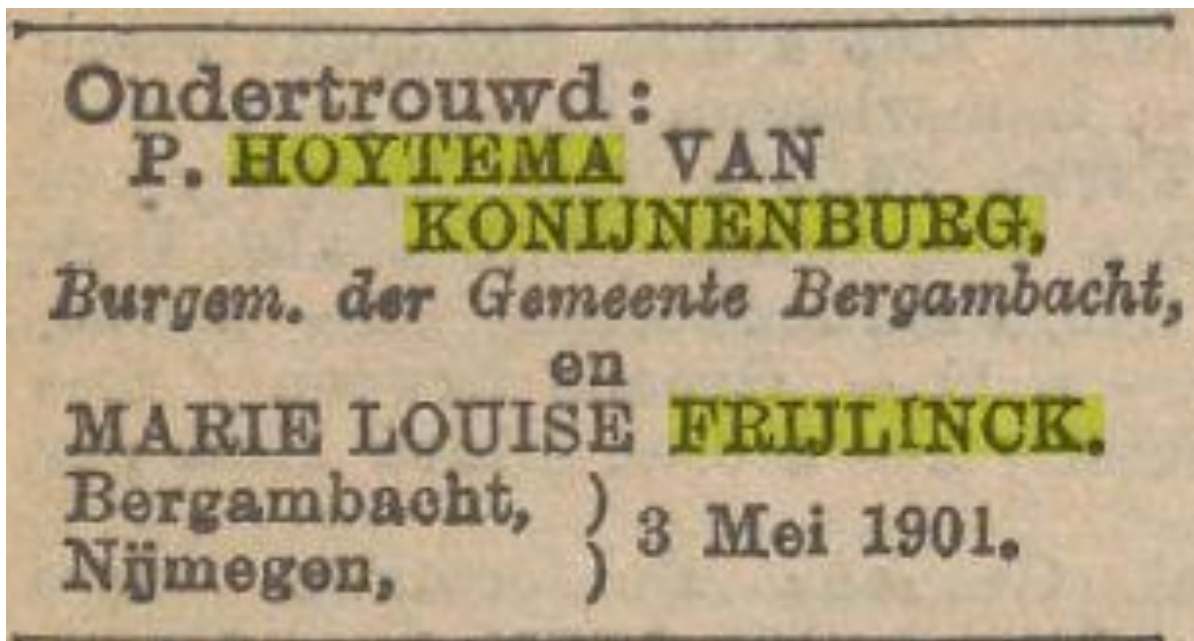 Ondertrouwd:
P. HOYTEMA VAN
KONIJNENBURG,
Burgem. der Gemeente Bergambacht,
en
MARIE LOUISE FRIJLINCK.
Bergambacht, )
Nijmegen, ) 3 Mei 1901.